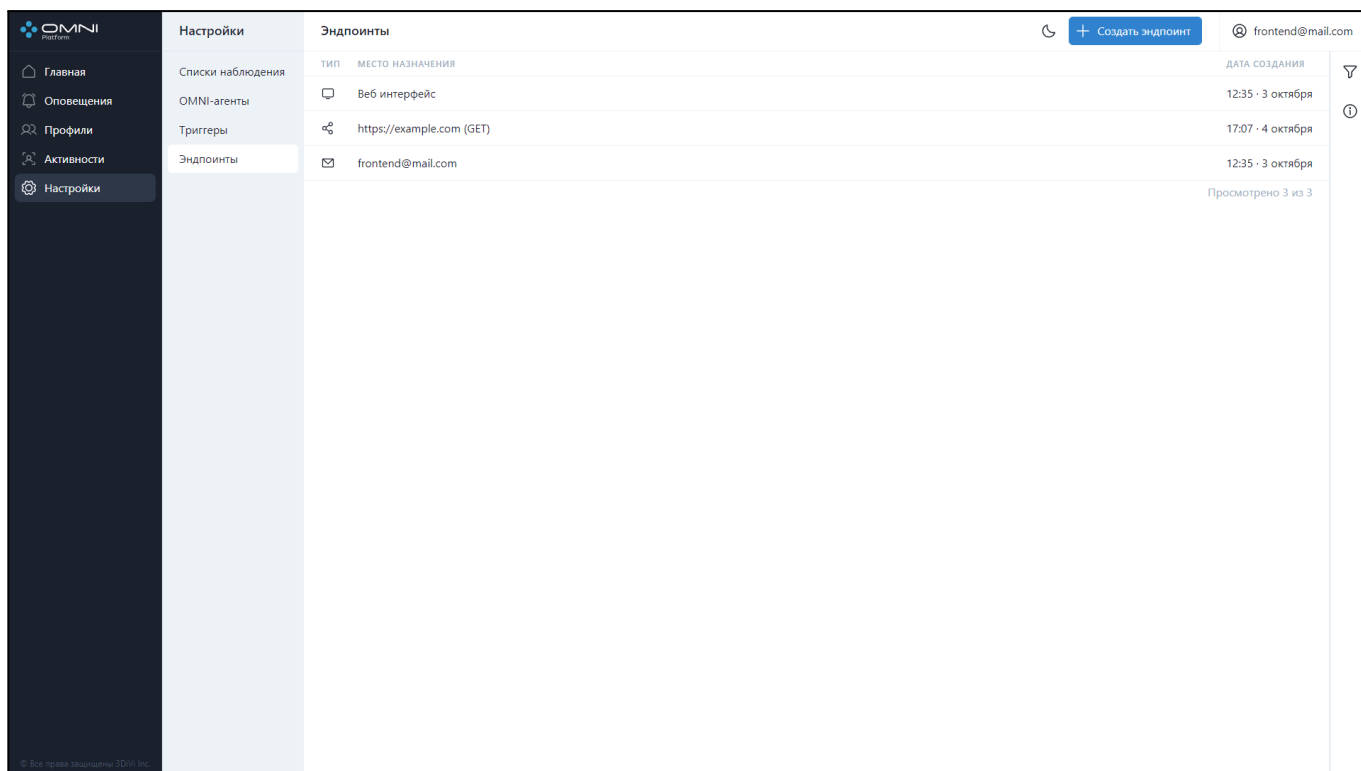 OMNI
Platform
Главная
Оповещения
Профили
Активности
Настройки
© Все права защищены 3DiVi Inc.
Настройки
Списки наблюдения
OMNI-агенты
Триггеры
Эндпоинты
Эндпоинты
Создать эндпоинт
frontend@mail.com
ТИП МЕСТО НАЗНАЧЕНИЯ ДАТА СОЗДАНИЯ
Веб интерфейс 12:35 · 3 октября
https://example.com (GET) 17:07 · 4 октября
frontend@mail.com 12:35 · 3 октября
Просмотрено 3 из 3